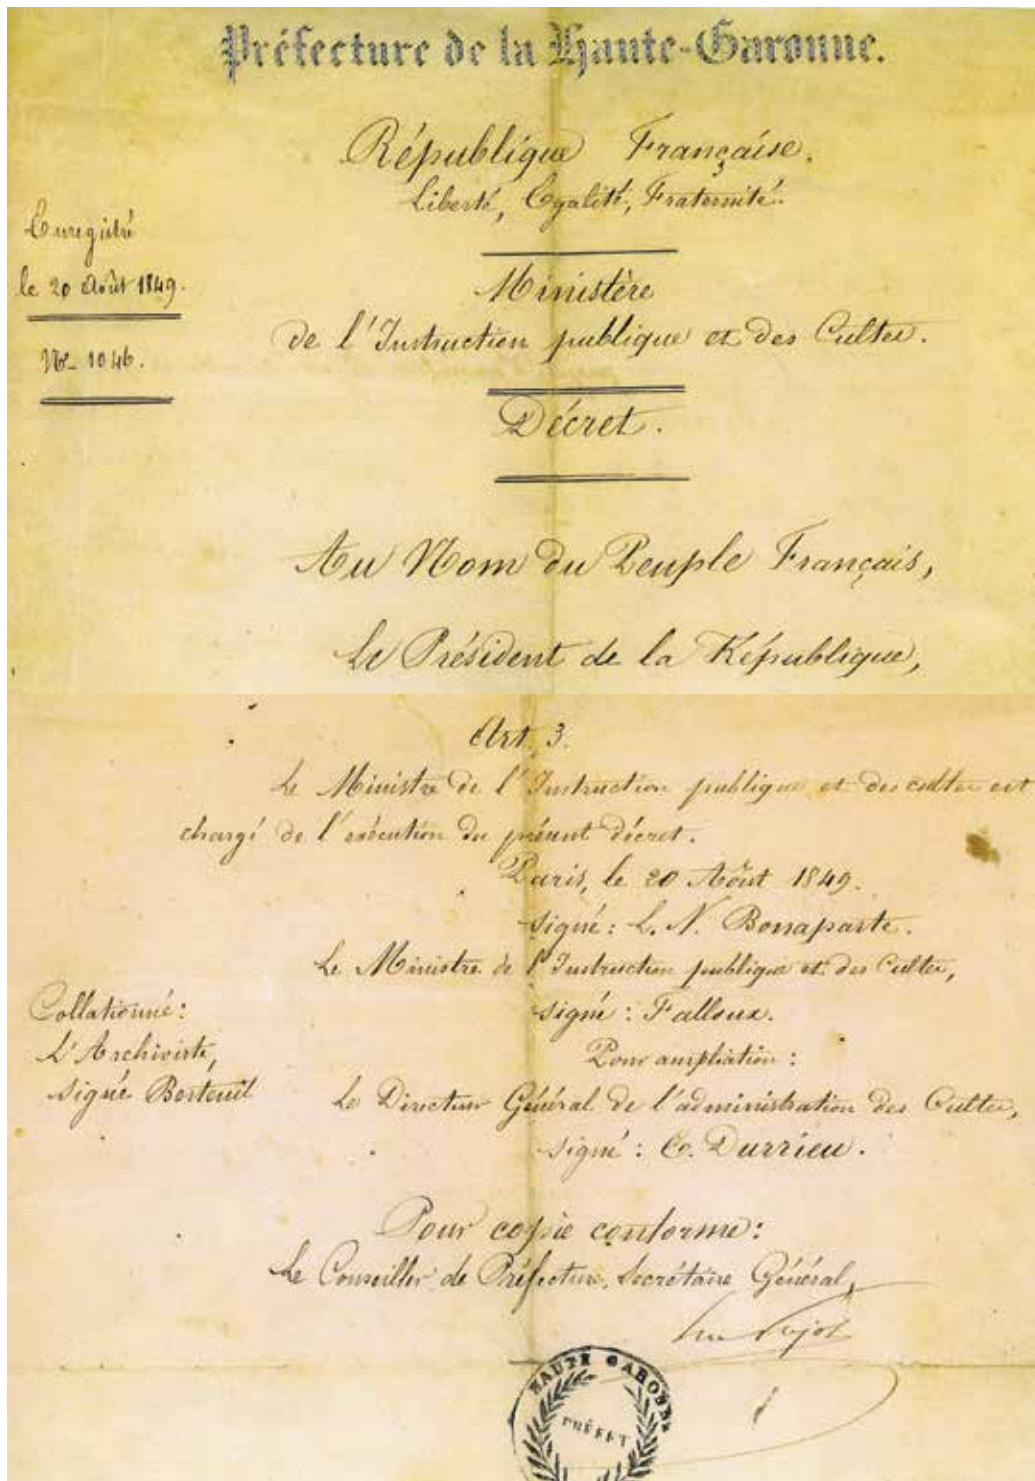 Préfecture de la Haute-Garonne.
République Française.
Liberté, Egalité, Fraternité.
Enregistré
le 20 Août 1849.
No 1046.
Ministère
de l'Instruction publique et des Cultes.
Décret.
Au Nom du Peuple Français,
Le Président de la République,
Art. 3.
Le Ministre de l'Instruction publique et des cultes est
chargé de l'exécution du présent décret.
Paris, le 20 Août 1849.
signé: L. N. Bonaparte.
Le Ministre de l'Instruction publique et des Cultes,
signé: Falloux.
Collationné:
L'Archiviste,
signé Berteuil
Pour ampliation:
Le Directeur Général de l'administration des Cultes,
signé: C. Durrieu.
Pour copie conforme:
Le Conseiller de Préfecture, Secrétaire Général,
HAUTE GARONNE
PRÉFET